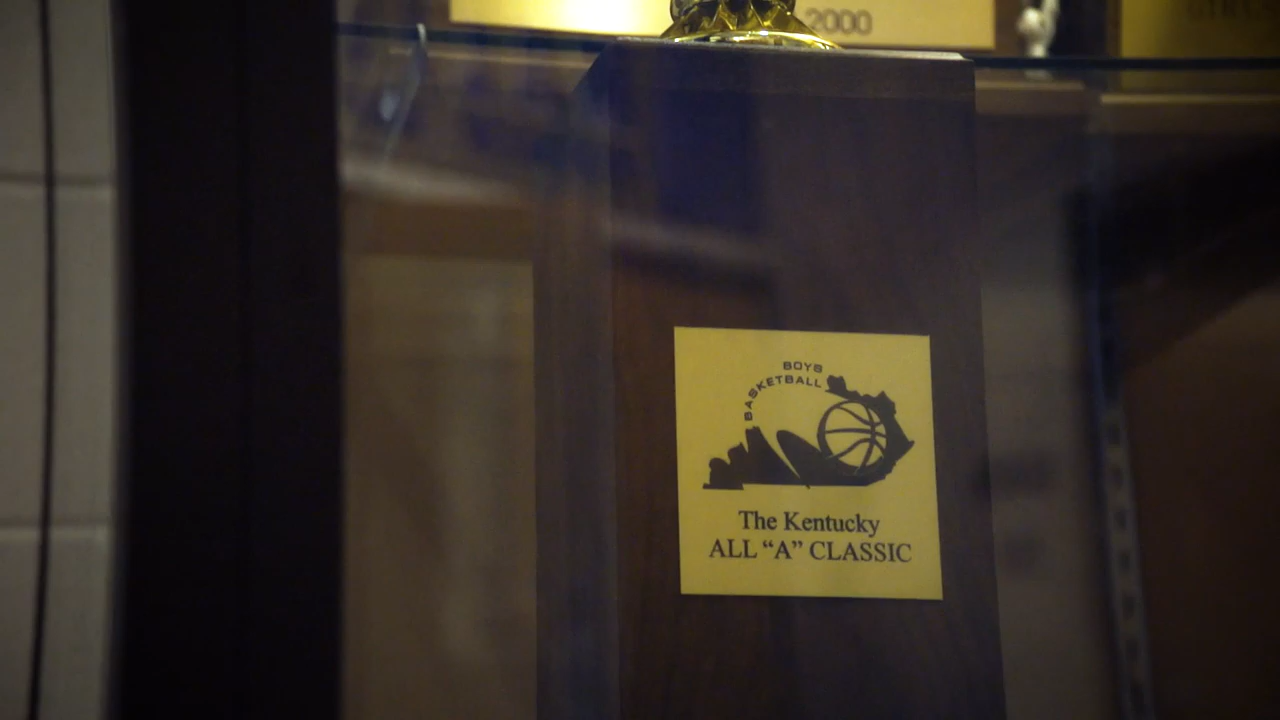 2000
BOYS
BASKETBALL
The Kentucky
ALL “A” CLASSIC